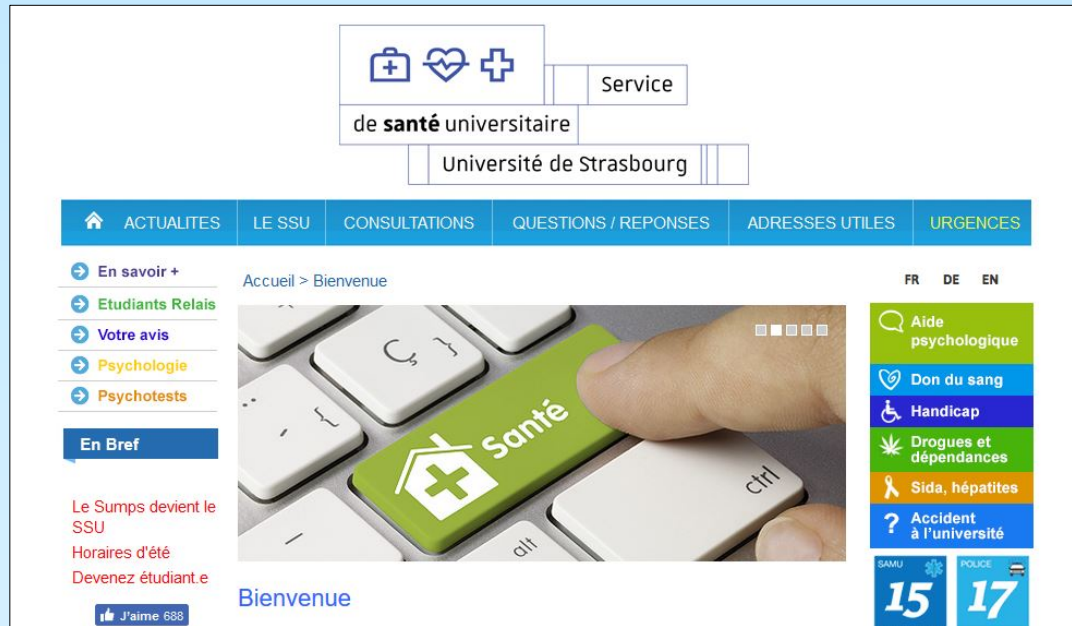 Service
de santé universitaire
Université de Strasbourg
ACTUALITES
LE SSU
CONSULTATIONS
QUESTIONS / REPONSES
ADRESSES UTILES
URGENCES
En savoir +
Etudiants Relais
Votre avis
Psychologie
Psychotests
En Bref
Le Sumps devient le
SSU
Horaires d'été
Devenez étudiant.e
J'aime 688
Accueil > Bienvenue
Ç
Santé
ctrl
alt
Bienvenue
FR DE EN
Aide
psychologique
Don du sang
Handicap
Drogues et
dépendances
Sida, hépatites
? Accident
à l'université
SAMU
15
POLICE
17